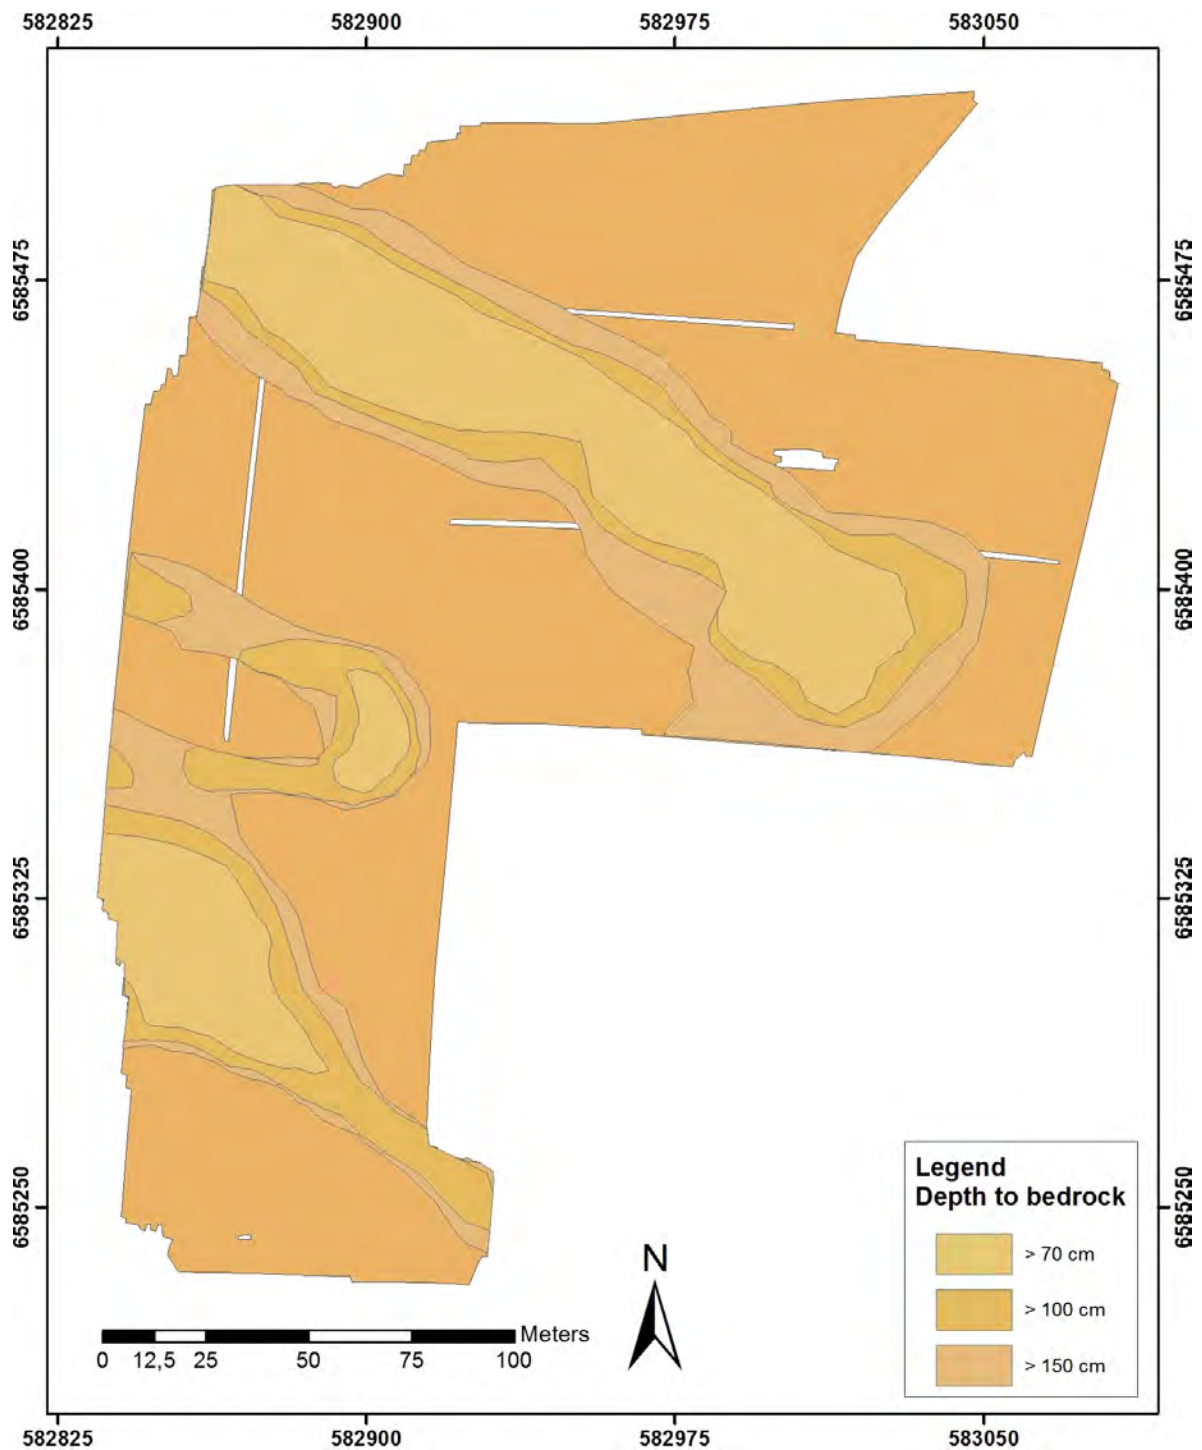 582825 582900 582975 583050
6585475 6585475
6585400 6585400
6585325 6585325
6585250 6585250
Legend
Depth to bedrock
> 70 cm
> 100 cm
> 150 cm
N
Meters
0 12,5 25 50 75 100
582825 582900 582975 583050